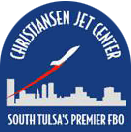 CHRISTIANSEN JET CENTER
SOUTH TULSA'S PREMIER FBO